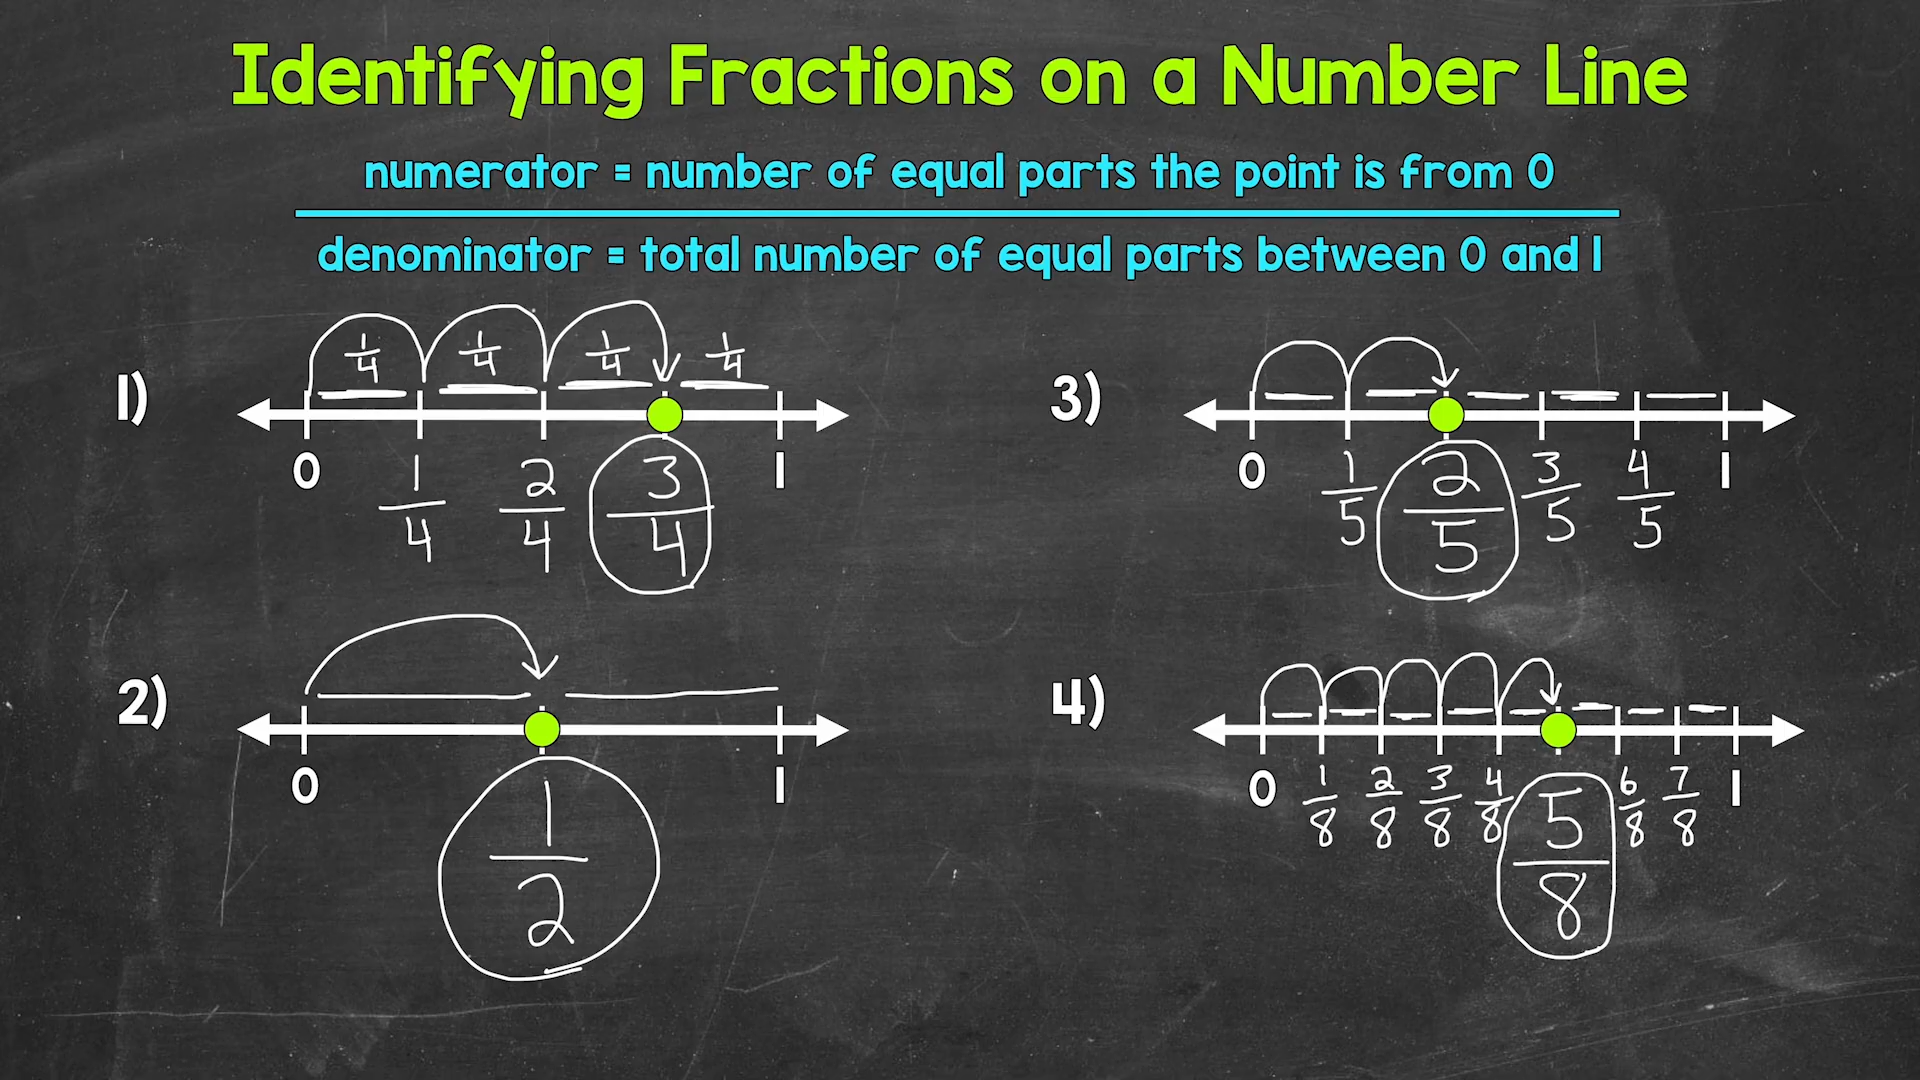 Identifying Fractions on a Number Line
numerator = number of equal parts the point is from 0
denominator = total number of equal parts between 0 and 1
1)
1/4 1/4 1/4 1/4
0 1/4 2/4 3/4 1
2)
0 1/2 1
3)
0 1/5 2/5 3/5 4/5 1
4)
0 1/8 2/8 3/8 4/8 5/8 6/8 7/8 1